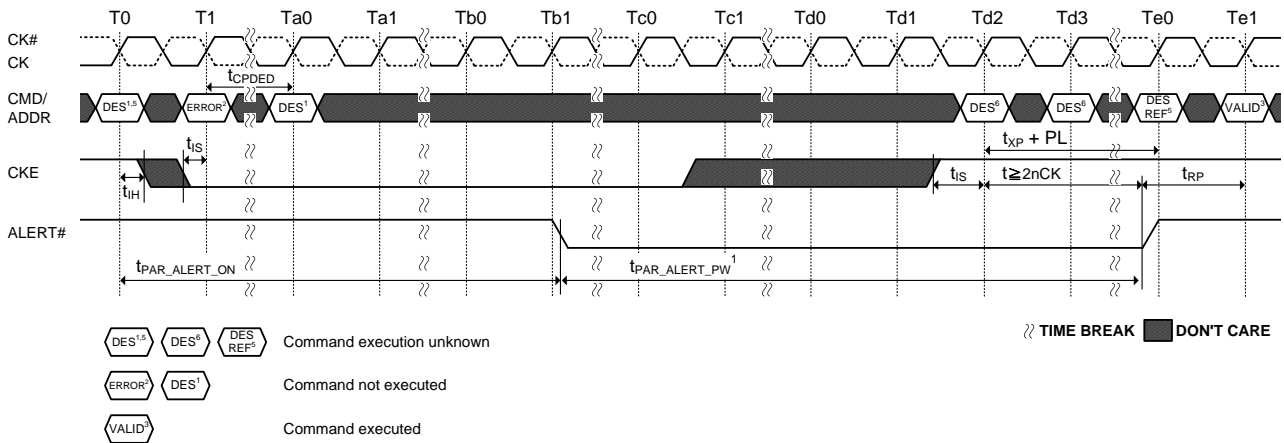 T0 T1 Ta0 Ta1 Tb0 Tb1 Tc0 Tc1 Td0 Td1 Td2 Td3 Te0 Te1
CK#
CK
tCPDED
CMD/
ADDR
DES1,5 ERROR2 DES1 DES6 DES6 DES
REF5 VALID3
tXP + PL
tIS
CKE
tIH
tIS t≧2nCK tRP
ALERT#
tPAR_ALERT_ON tPAR_ALERT_PW1
DES1,5 DES6 DES
REF5 Command execution unknown
TIME BREAK DON'T CARE
ERROR2 DES1 Command not executed
VALID3 Command executed